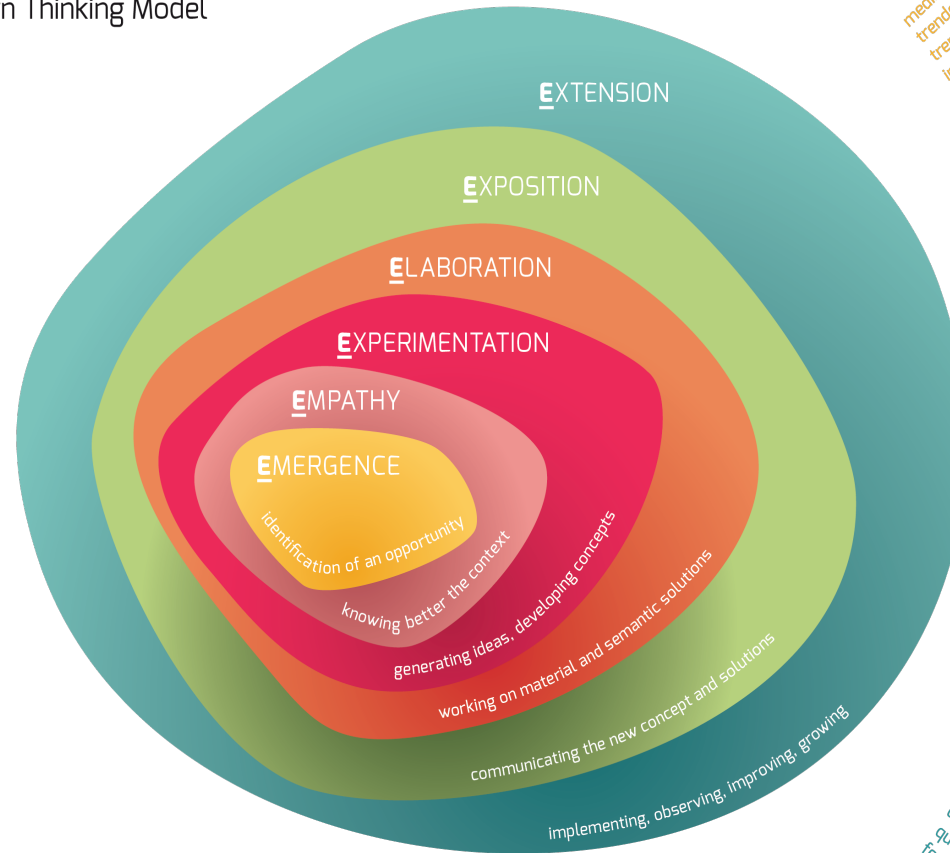 Thinking Model
EXTENSION
EXPOSITION
ELABORATION
EXPERIMENTATION
EMPATHY
EMERGENCE
identification of an opportunity
knowing better the context
generating ideas, developing concepts
working on material and semantic solutions
communicating the new concept and solutions
implementing, observing, improving, growing